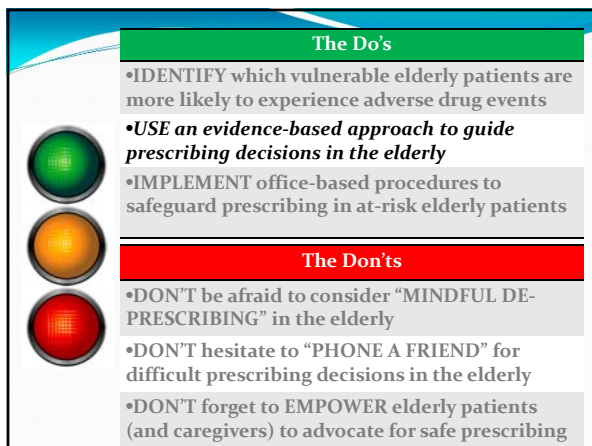 The Do’s
•IDENTIFY which vulnerable elderly patients are
more likely to experience adverse drug events
•USE an evidence-based approach to guide
prescribing decisions in the elderly
•IMPLEMENT office-based procedures to
safeguard prescribing in at-risk elderly patients
The Don’ts
•DON’T be afraid to consider “MINDFUL DE-
PRESCRIBING” in the elderly
•DON’T hesitate to “PHONE A FRIEND” for
difficult prescribing decisions in the elderly
•DON’T forget to EMPOWER elderly patients
(and caregivers) to advocate for safe prescribing